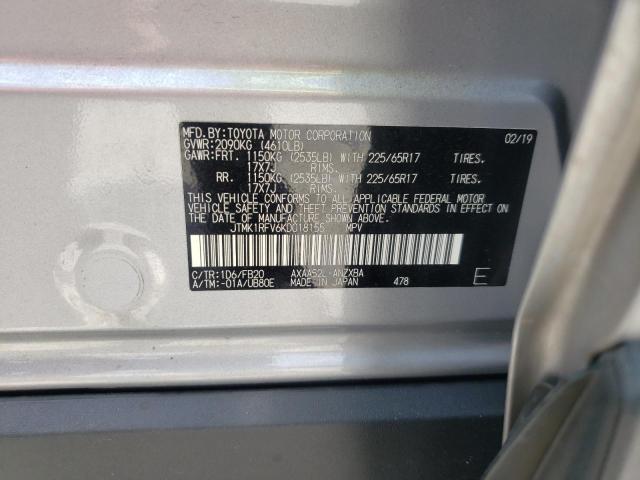 MFD.BY:TOYOTA MOTOR CORPORATION 02/19
GVWR:2090KG (4610LB)
GAWR:FRT. 1150KG (2535LB) WITH 225/65R17 TIRES.
17X7J RIMS.
RR. 1150KG (2535LB) WITH 225/65R17 TIRES.
17X7J RIMS.
THIS VEHICLE CONFORMS TO ALL APPLICABLE FEDERAL MOTOR
VEHICLE SAFETY AND THEFT PREVENTION STANDARDS IN EFFECT
ON THE DATE OF MANUFACTURE SHOWN ABOVE.
JTMK1RFV6KD018155 MPV
C/TR:1D6/FB20 AXAA52L-ANZXBA
A/TM:-01A/UB80E MADE IN JAPAN 478 E